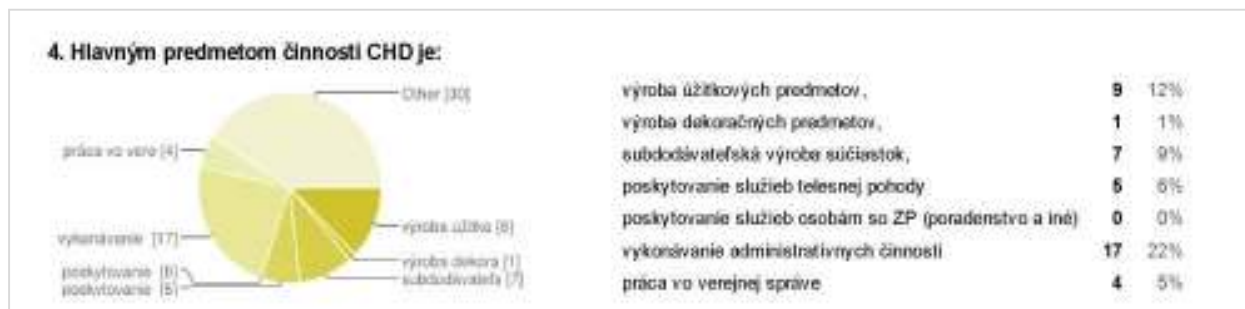 4. Hlavným predmetom činnosti CHD je:
Other [30]
práca vo vere [4]
vykonávanie [17]
poskytovanie
poskytovanie [5]
výroba úžitko
výroba dekora [1]
subdodávateľs [7]
výroba úžitkových predmetov, 9 12%
výroba dekoračných predmetov, 1 1%
subdodávateľská výroba súčiastok, 7 9%
poskytovanie služieb telesnej pohody 5 6%
poskytovanie služieb osobám so ZP (poradenstvo a iné) 0 0%
vykonávanie administratívnych činností 17 22%
práca vo verejnej správe 4 5%